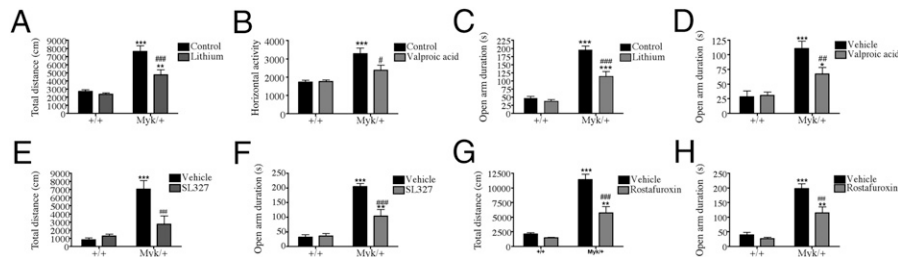 A
Total distance (cm)
9000
8000
7000
6000
5000
4000
3000
2000
1000
0
***
###
**
Control
Lithium
+/+
Myk/+
B
Horizontal activity
4000
3000
2000
1000
0
***
#
Control
Valproic acid
+/+
Myk/+
C
Open arm duration (s)
250
200
150
100
50
0
***
###
***
Control
Lithium
+/+
Myk/+
D
Open arm duration (s)
125
100
75
50
25
0
***
##
*
Vehicle
Valproic acid
+/+
Myk/+
E
Total distance (cm)
9000
8000
7000
6000
5000
4000
3000
2000
1000
0
***
Vehicle
SL327
+/+
Myk/+
F
Open arm duration (s)
250
200
150
100
50
0
***
###
**
Vehicle
SL327
+/+
Myk/+
G
Total distance (cm)
12500
10000
7500
5000
2500
0
***
###
**
Vehicle
Rostafuroxin
+/+
Myk/+
H
Open arm duration (s)
250
200
150
100
50
0
***
**
Vehicle
Rostafuroxin
+/+
Myk/+